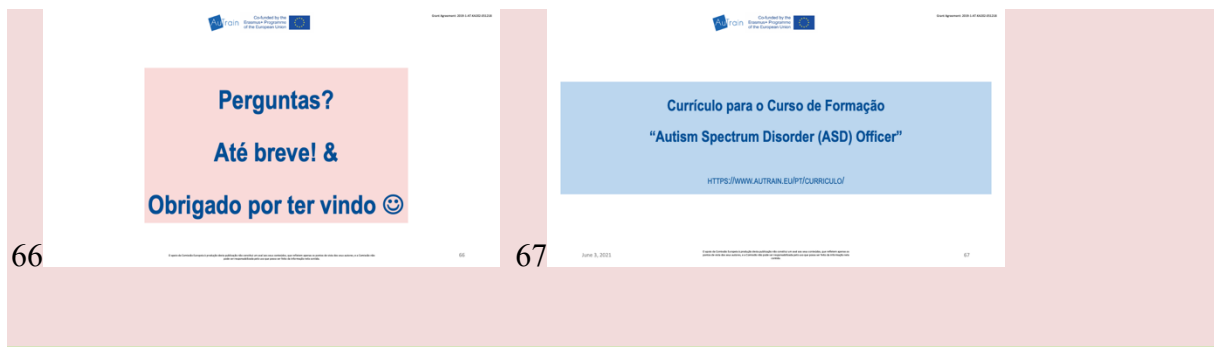 AuTrain
Co-funded by the
Erasmus+ Programme
of the European Union
Perguntas?
Até breve! &
Obrigado por ter vindo ☺
66
66
AuTrain
Co-funded by the
Erasmus+ Programme
of the European Union
Currículo para o Curso de Formação
“Autism Spectrum Disorder (ASD) Officer”
HTTPS://WWW.AUTRAIN.EU/PT/CURRICULO/
67
June 3, 2021
67